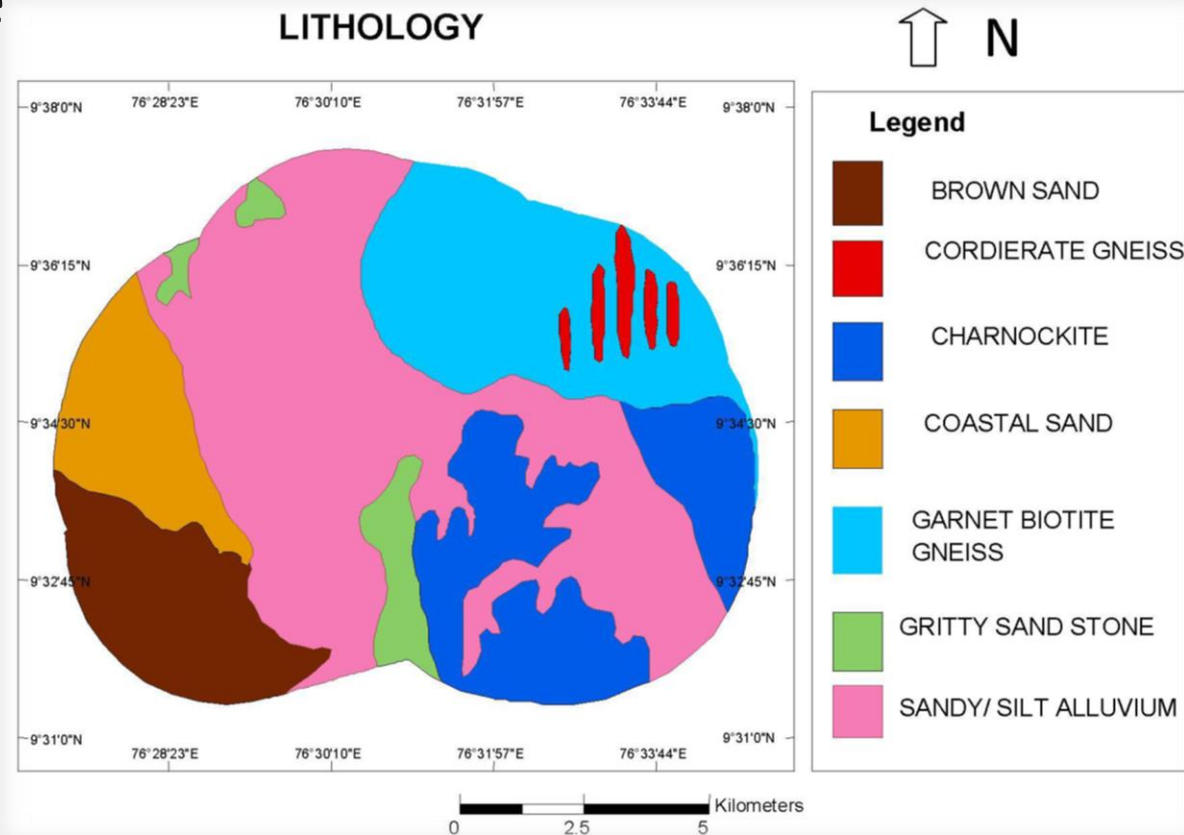 LITHOLOGY
N
76°28'23"E 76°30'10"E 76°31'57"E 76°33'44"E
9°38'0"N 9°38'0"N
9°36'15"N 9°36'15"N
9°34'30"N 9°34'30"N
9°32'45"N 9°32'45"N
9°31'0"N 9°31'0"N
76°28'23"E 76°30'10"E 76°31'57"E 76°33'44"E
Legend
BROWN SAND
CORDIERATE GNEISS
CHARNOCKITE
COASTAL SAND
GARNET BIOTITE
GNEISS
GRITTY SAND STONE
SANDY/ SILT ALLUVIUM
Kilometers
0 2.5 5